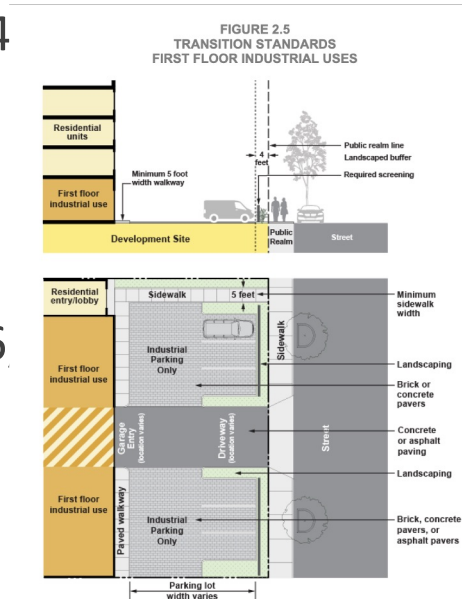 4
FIGURE 2.5
TRANSITION STANDARDS
FIRST FLOOR INDUSTRIAL USES
Residential
units
First floor
industrial use
Minimum 5 foot
width walkway
4
feet
Public realm line
Landscaped buffer
Required screening
Development Site
Public
Realm
Street
Residential
entry/lobby
Sidewalk
5 feet
Minimum
sidewalk
width
Industrial
Parking
Only
Sidewalk
D
First floor
industrial use
Landscaping
Brick or
concrete
pavers
Garage
Entry
(location varies)
Driveway
(location varies)
Street
Concrete
or asphalt
paving
Landscaping
First floor
industrial use
Paved walkway
Industrial
Parking
Only
D
Brick, concrete
pavers, or
asphalt pavers
Parking lot
width varies